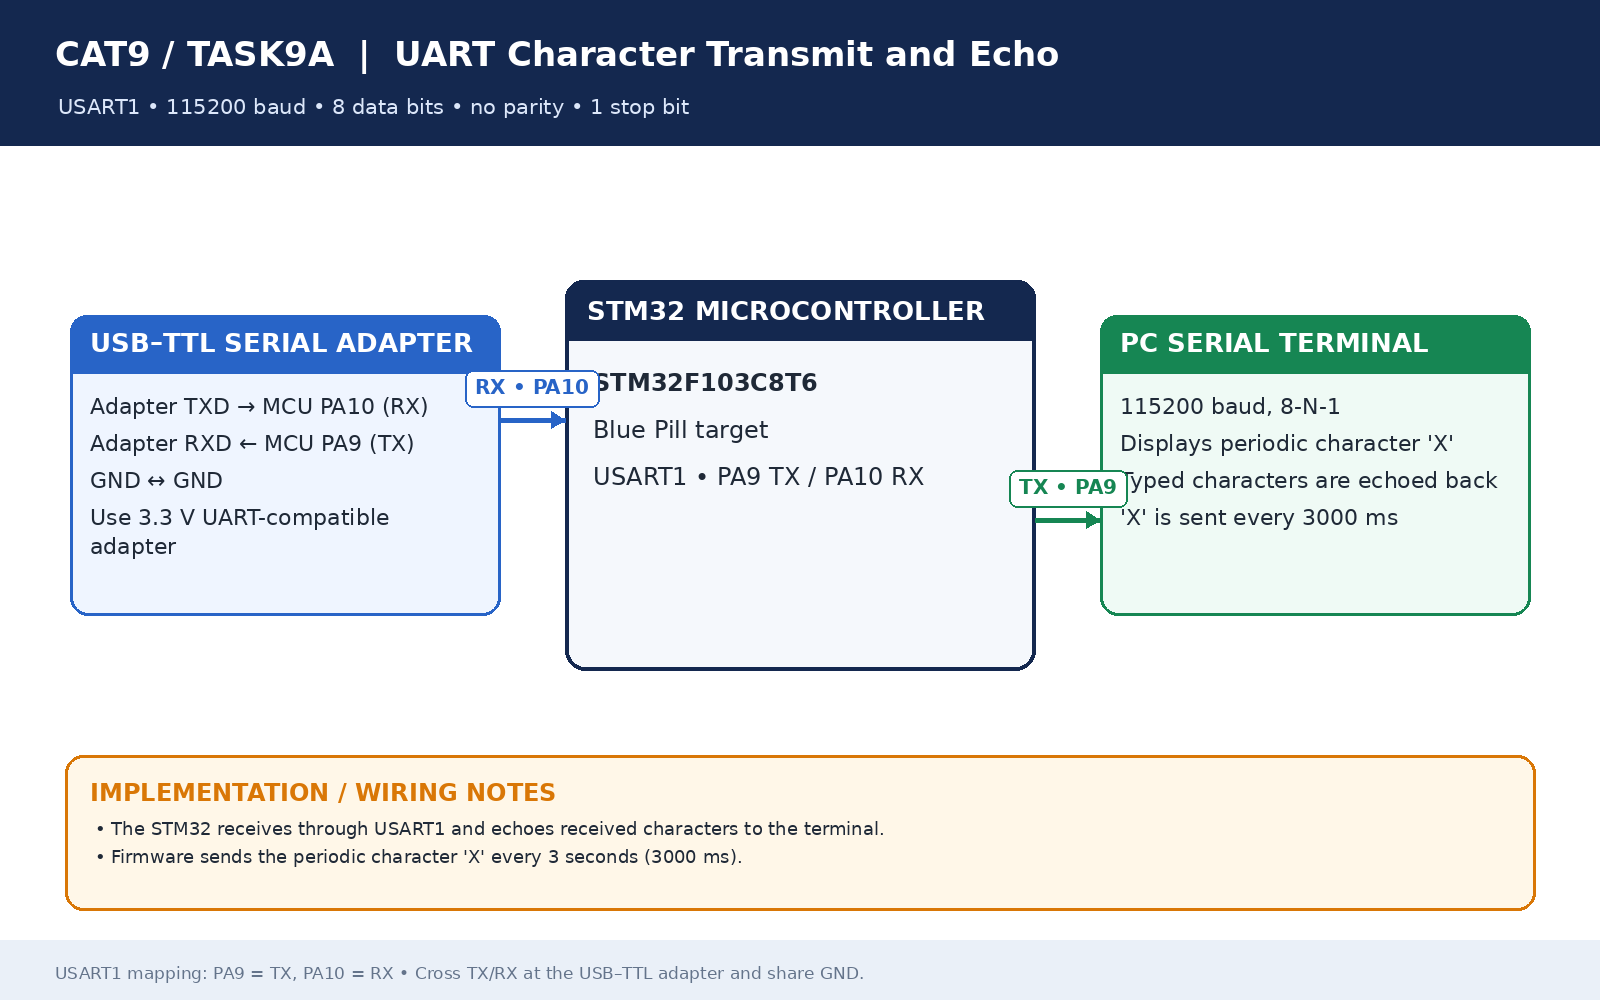 CAT9 / TASK9A | UART Character Transmit and Echo
USART1 • 115200 baud • 8 data bits • no parity • 1 stop bit
USB–TTL SERIAL ADAPTER
Adapter TXD → MCU PA10 (RX)
Adapter RXD ← MCU PA9 (TX)
GND ↔ GND
Use 3.3 V UART-compatible
adapter
RX • PA10
STM32 MICROCONTROLLER
STM32F103C8T6
Blue Pill target
USART1 • PA9 TX / PA10 RX
TX • PA9
PC SERIAL TERMINAL
115200 baud, 8-N-1
Displays periodic character 'X'
Typed characters are echoed back
'X' is sent every 3000 ms
IMPLEMENTATION / WIRING NOTES
• The STM32 receives through USART1 and echoes received characters to the terminal.
• Firmware sends the periodic character 'X' every 3 seconds (3000 ms).
USART1 mapping: PA9 = TX, PA10 = RX • Cross TX/RX at the USB–TTL adapter and share GND.